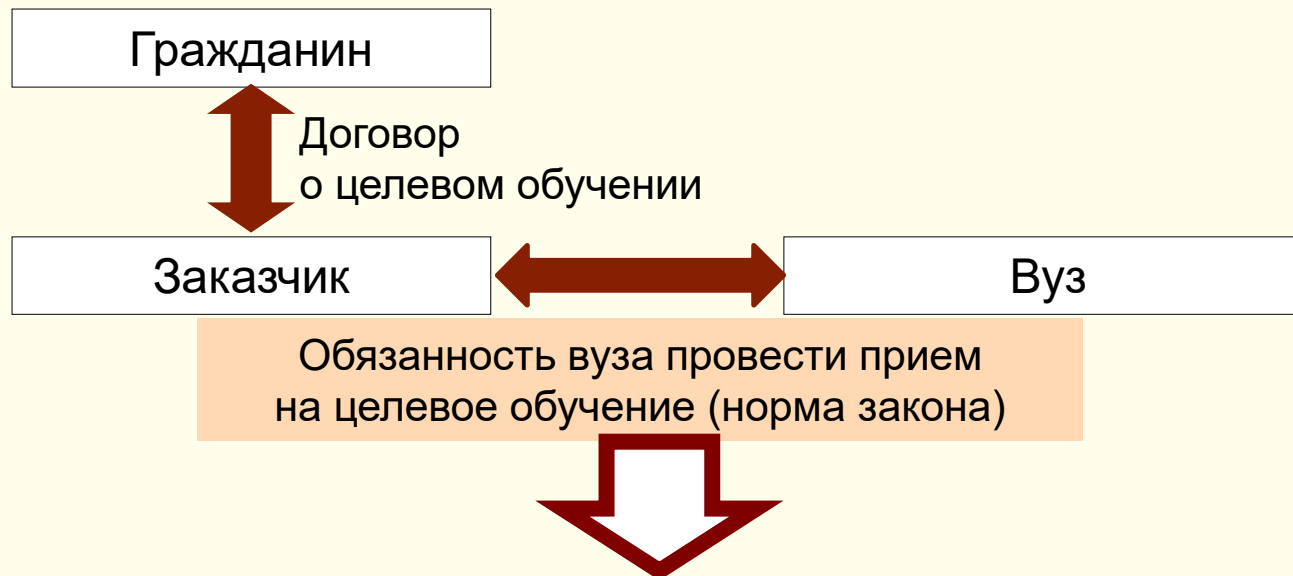 Гражданин
Договор
о целевом обучении
Заказчик
Вуз
Обязанность вуза провести прием
на целевое обучение (норма закона)